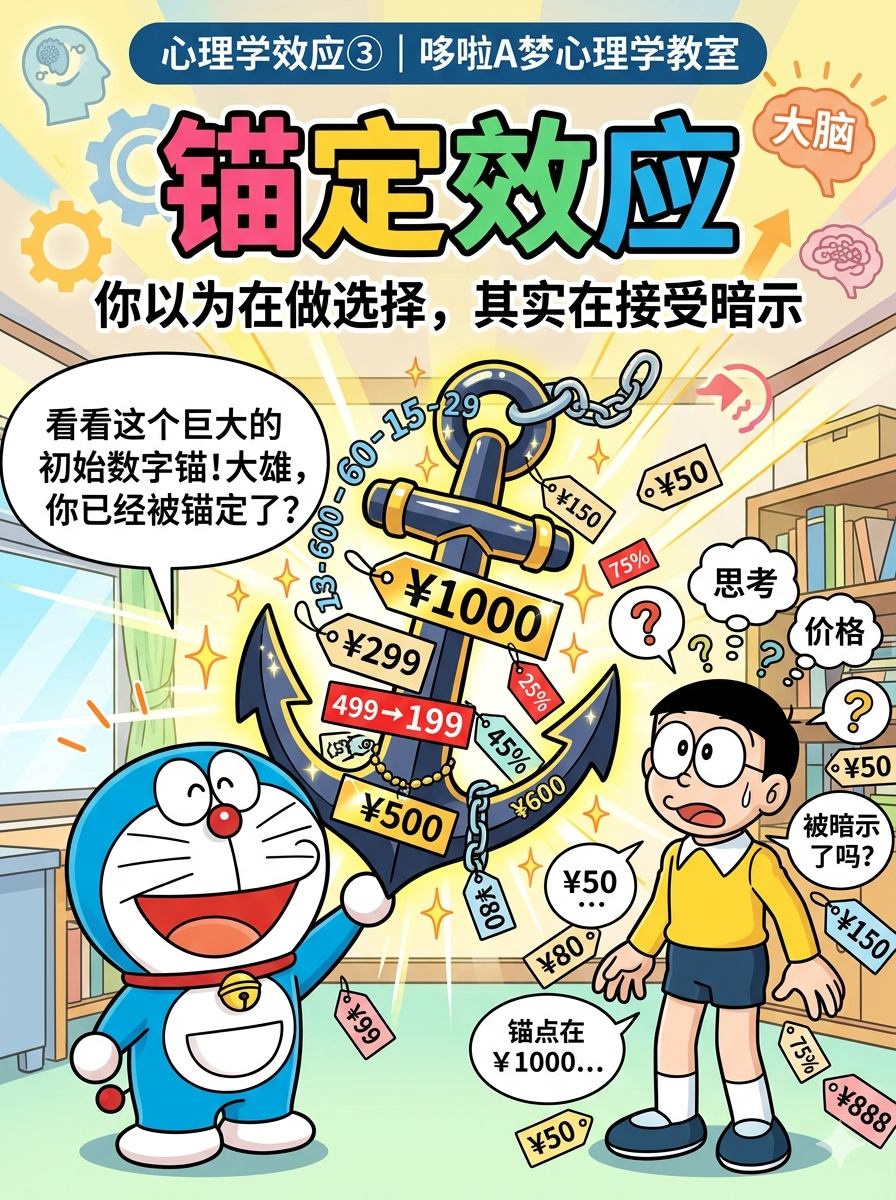 心理学效应③｜哆啦A梦心理学教室
大脑
锚定效应
你以为在做选择，其实在接受暗示
看看这个巨大的
初始数字锚！大雄，
你已经被锚定了？
13-600-60-15-29
¥150
¥50
75%
思考
?
?
?
价格
¥1000
¥299
25%
499→199
45%
?
¥50
¥500
¥600
被暗示
了吗？
¥50
...
¥80
¥80
¥150
¥99
锚点在
￥1000...
75%
¥888
¥50